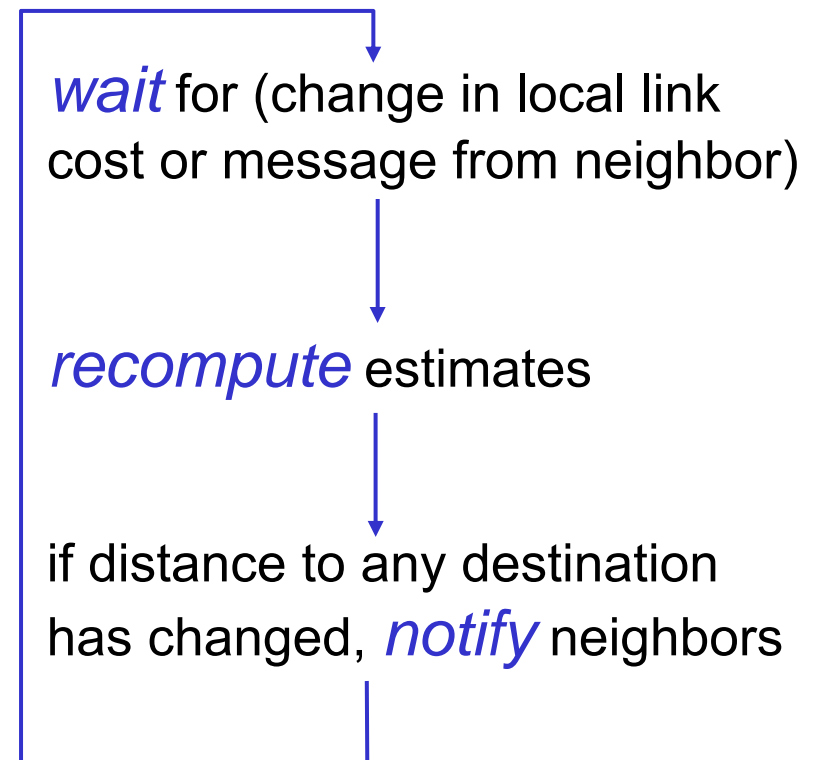 wait for (change in local link
cost or message from neighbor)
recompute estimates
if distance to any destination
has changed, notify neighbors